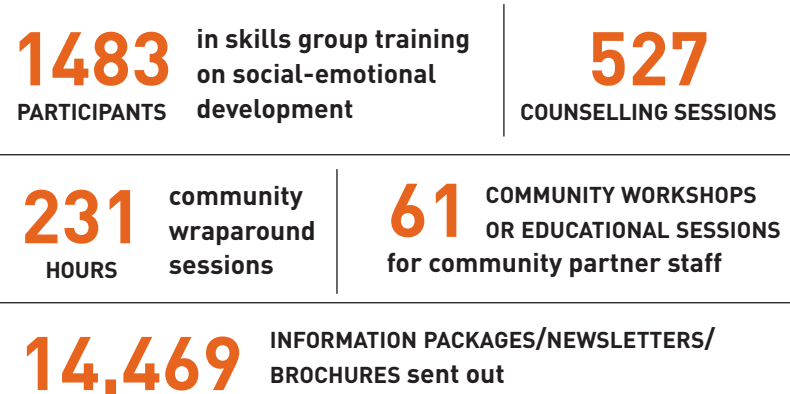 1483 in skills group training
on social-emotional
PARTICIPANTS development
527
COUNSELLING SESSIONS
231 community
wraparound
HOURS sessions
61 COMMUNITY WORKSHOPS
OR EDUCATIONAL SESSIONS
for community partner staff
14,469 INFORMATION PACKAGES/NEWSLETTERS/
BROCHURES sent out